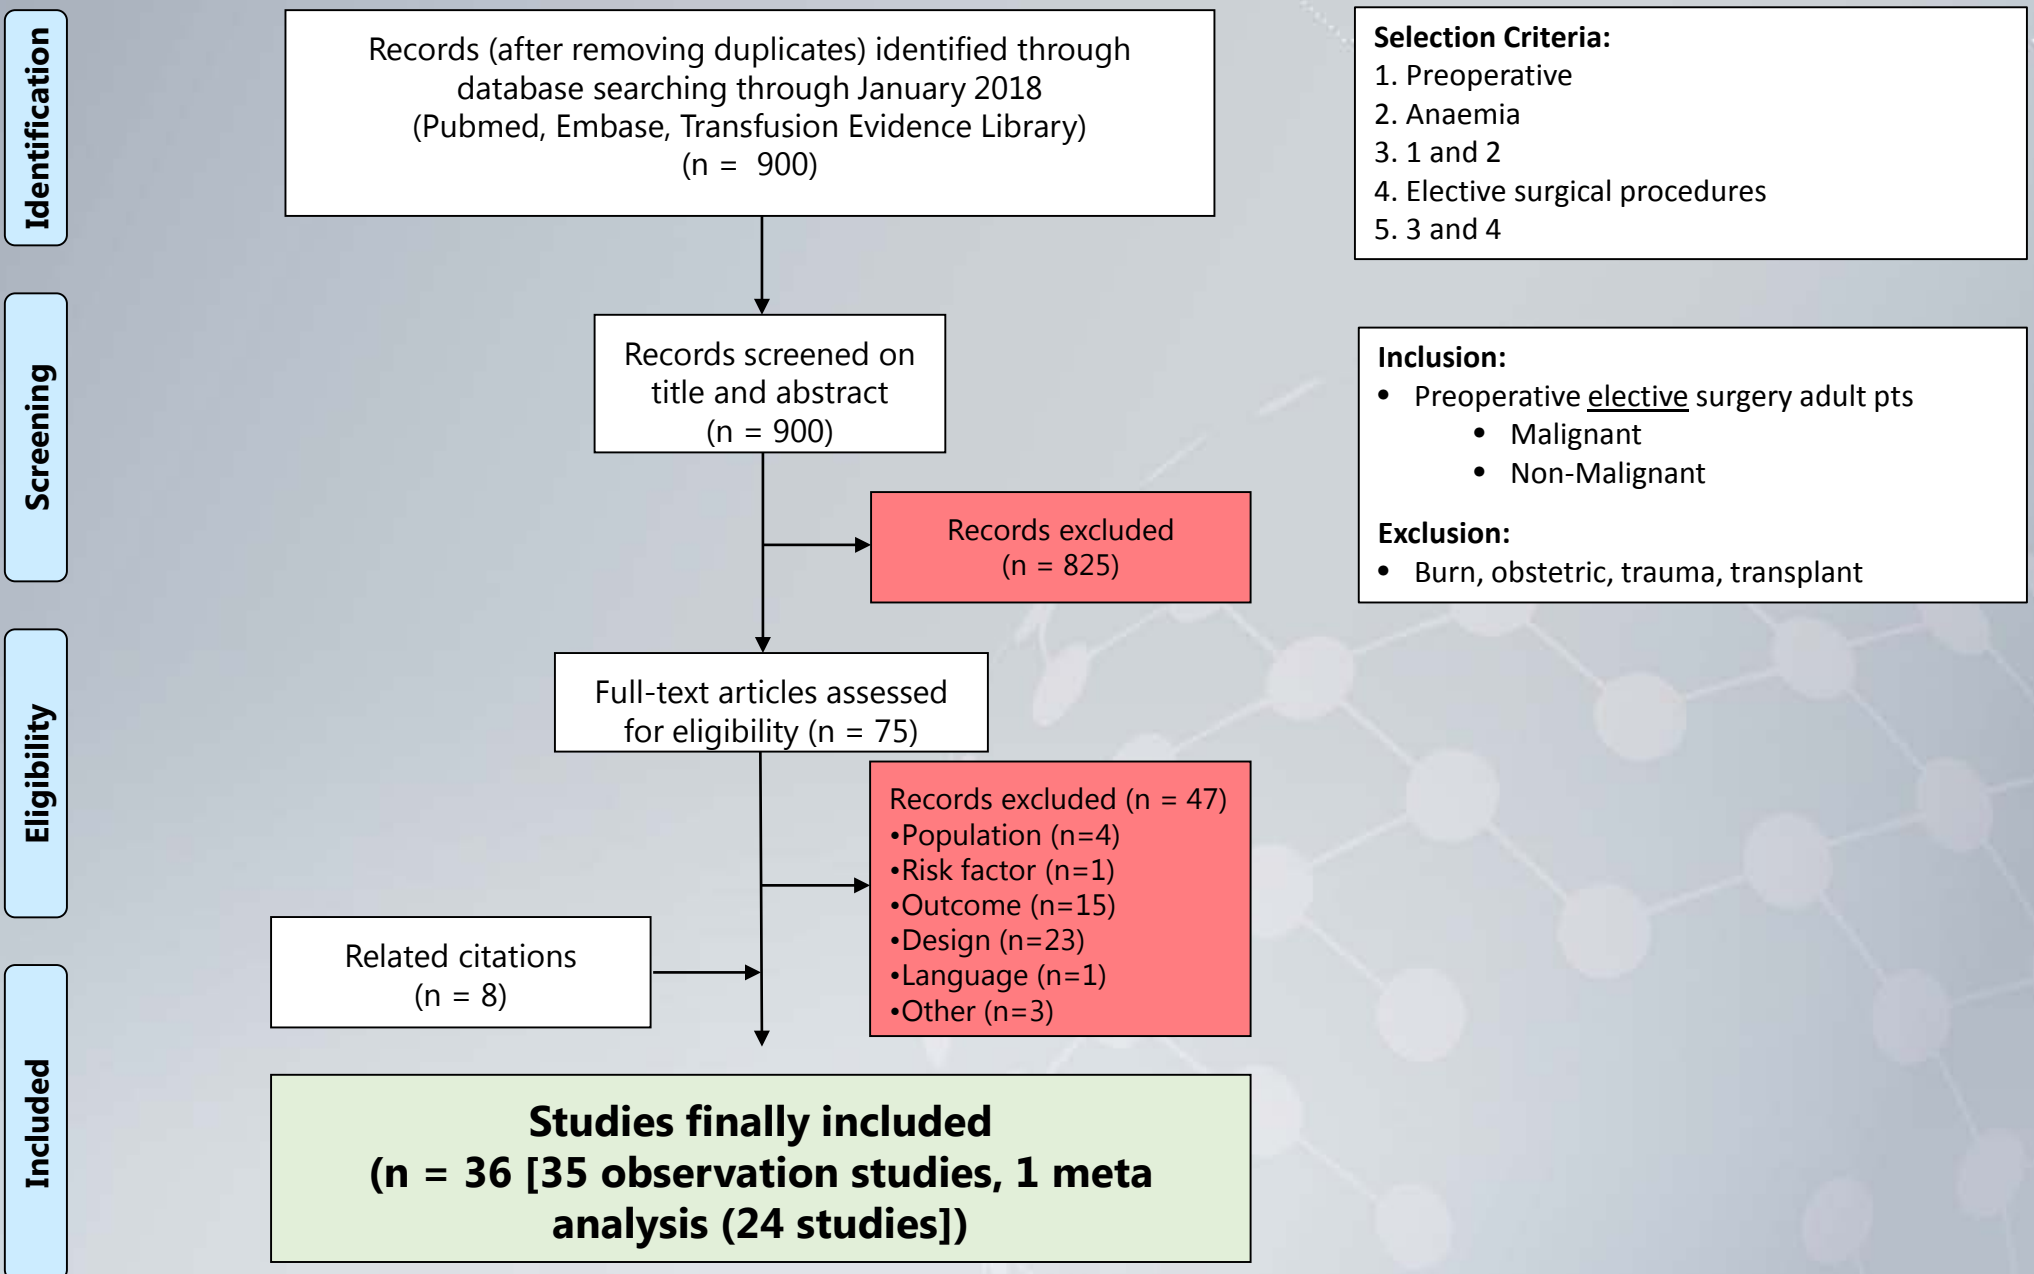 Identification
Records (after removing duplicates) identified through
database searching through January 2018
(Pubmed, Embase, Transfusion Evidence Library)
(n =  900)
Selection Criteria:
1. Preoperative
2. Anaemia
3. 1 and 2
4. Elective surgical procedures
5. 3 and 4
Screening
Records screened on
title and abstract
(n = 900)
Records excluded
(n = 825)
Inclusion:
• Preoperative elective surgery adult pts
• Malignant
• Non-Malignant
Exclusion:
• Burn, obstetric, trauma, transplant
Eligibility
Full-text articles assessed
for eligibility (n = 75)
Records excluded (n = 47)
•Population (n=4)
•Risk factor (n=1)
•Outcome (n=15)
•Design (n=23)
•Language (n=1)
•Other (n=3)
Related citations
(n = 8)
Included
Studies finally included
(n = 36 [35 observation studies, 1 meta
analysis (24 studies])